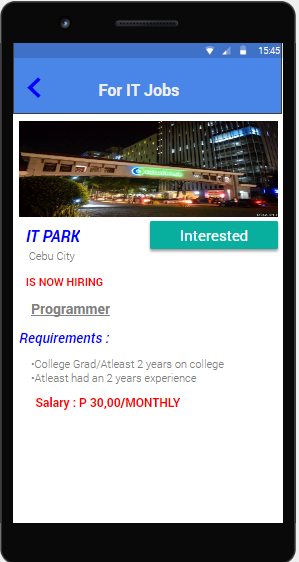 15:45
For IT Jobs
IT PARK
Interested
Cebu City
IS NOW HIRING
Programmer
Requirements :
•College Grad/Atleast 2 years on college
•Atleast had an 2 years experience
Salary : P 30,00/MONTHLY